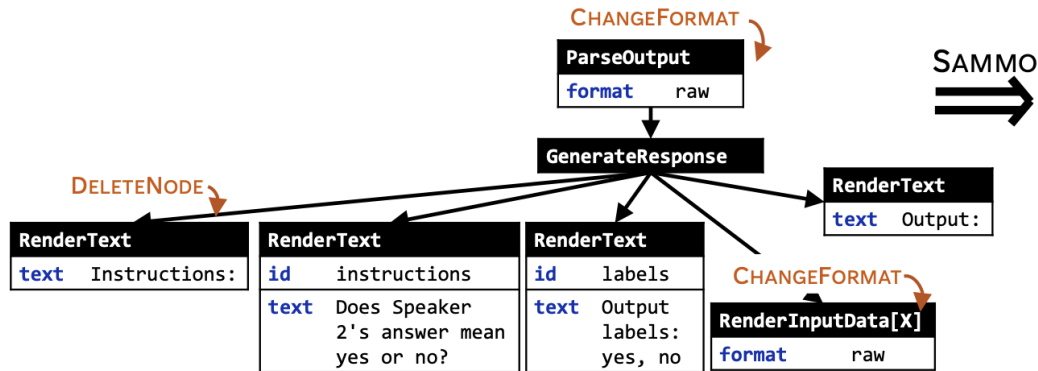 CHANGEFORMAT
ParseOutput
format raw
SAMMO
GenerateResponse
DELETENODE
RenderText
text Output:
RenderText
text Instructions:
RenderText
id instructions
text Does Speaker
2's answer mean
yes or no?
RenderText
id labels
text Output
labels:
yes, no
CHANGEFORMAT
RenderInputData[X]
format raw